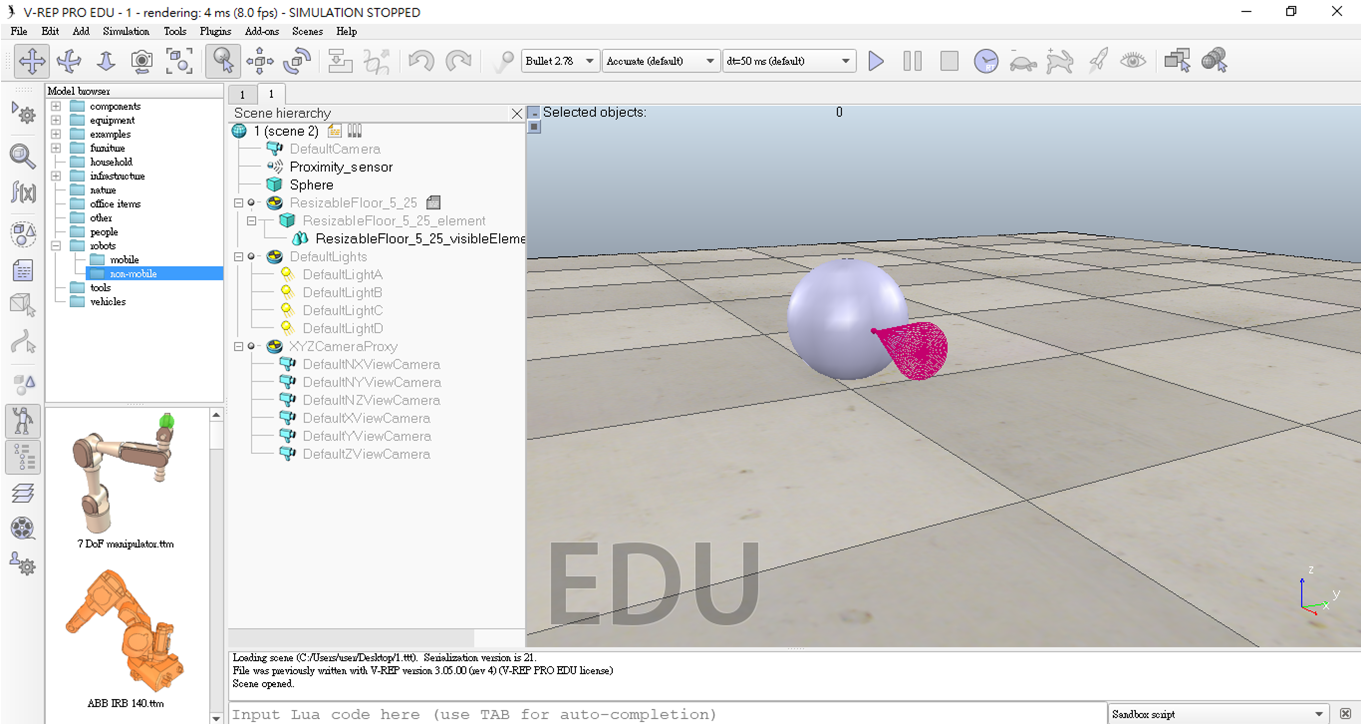 V-REP PRO EDU - 1 - rendering: 4 ms (8.0 fps) - SIMULATION STOPPED
File Edit Add Simulation Tools Plugins Add-ons Scenes Help
Bullet 2.78 Accurate (default) dt=50 ms (default)
Model browser
components
equipment
examples
furniture
household
infrastructure
nature
office items
other
people
robots
mobile
non-mobile
tools
vehicles
7 DoF manipulator.ttm
ABB IRB 140.ttm
1 1
Scene hierarchy
1 (scene 2)
DefaultCamera
Proximity_sensor
Sphere
ResizableFloor_5_25
ResizableFloor_5_25_element
ResizableFloor_5_25_visibleEleme
DefaultLights
DefaultLightA
DefaultLightB
DefaultLightC
DefaultLightD
XYZCameraProxy
DefaultNXViewCamera
DefaultNYViewCamera
DefaultNZViewCamera
DefaultXViewCamera
DefaultYViewCamera
DefaultZViewCamera
Selected objects: 0
EDU
z
y
x
Loading scene (C:/Users/user/Desktop/1.ttt). Serialization version is 21.
File was previously written with V-REP version 3.05.00 (rev 4) (V-REP PRO EDU license)
Scene opened.
Input Lua code here (use TAB for auto-completion)
Sandbox script